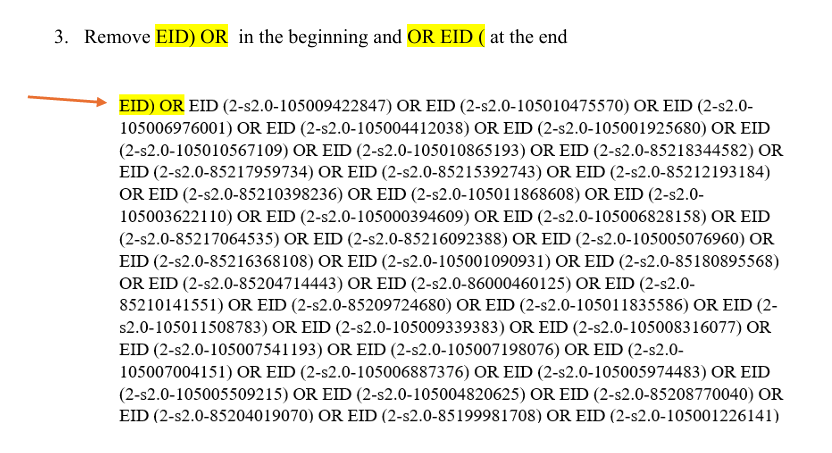 3. Remove EID) OR in the beginning and OR EID ( at the end
EID) OR EID (2-s2.0-105009422847) OR EID (2-s2.0-105010475570) OR EID (2-s2.0-
105006976001) OR EID (2-s2.0-105004412038) OR EID (2-s2.0-105001925680) OR EID
(2-s2.0-105010567109) OR EID (2-s2.0-105010865193) OR EID (2-s2.0-85218344582) OR
EID (2-s2.0-85217959734) OR EID (2-s2.0-85215392743) OR EID (2-s2.0-85212193184)
OR EID (2-s2.0-85210398236) OR EID (2-s2.0-105011868608) OR EID (2-s2.0-
105003622110) OR EID (2-s2.0-105000394609) OR EID (2-s2.0-105006828158) OR EID
(2-s2.0-85217064535) OR EID (2-s2.0-85216092388) OR EID (2-s2.0-105005076960) OR
EID (2-s2.0-85216368108) OR EID (2-s2.0-105001090931) OR EID (2-s2.0-85180895568)
OR EID (2-s2.0-85204714443) OR EID (2-s2.0-86000460125) OR EID (2-s2.0-
85210141551) OR EID (2-s2.0-85209724680) OR EID (2-s2.0-105011835586) OR EID (2-
s2.0-105011508783) OR EID (2-s2.0-105009339383) OR EID (2-s2.0-105008316077) OR
EID (2-s2.0-105007541193) OR EID (2-s2.0-105007198076) OR EID (2-s2.0-
105007004151) OR EID (2-s2.0-105006887376) OR EID (2-s2.0-105005974483) OR EID
(2-s2.0-105005509215) OR EID (2-s2.0-105004820625) OR EID (2-s2.0-85208770040) OR
EID (2-s2.0-85204019070) OR EID (2-s2.0-85199981708) OR EID (2-s2.0-105001226141)